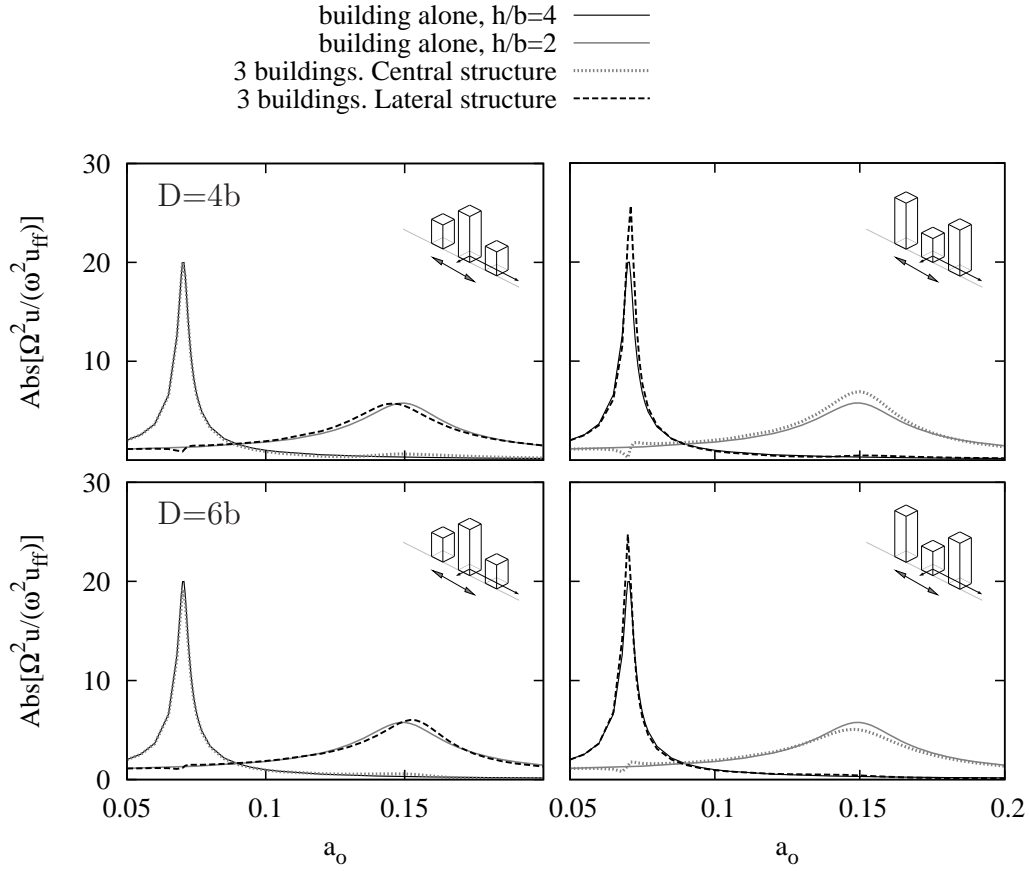 building alone, h/b=4
building alone, h/b=2
3 buildings. Central structure
3 buildings. Lateral structure
30
20
10
Abs[Ω²u/(ω²u_ff)]
D=4b
30
20
10
0
Abs[Ω²u/(ω²u_ff)]
D=6b
0.05
0.1
0.15
0.05
0.1
0.15
0.2
a_o
a_o